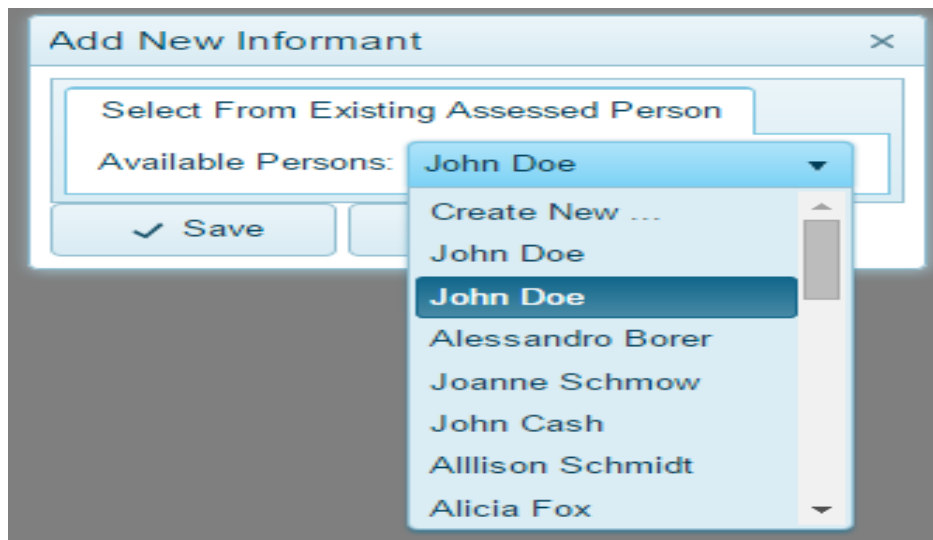 Add New Informant
Select From Existing Assessed Person
Available Persons: John Doe
Create New ...
Save
John Doe
John Doe
Alessandro Borer
Joanne Schmow
John Cash
Alllison Schmidt
Alicia Fox